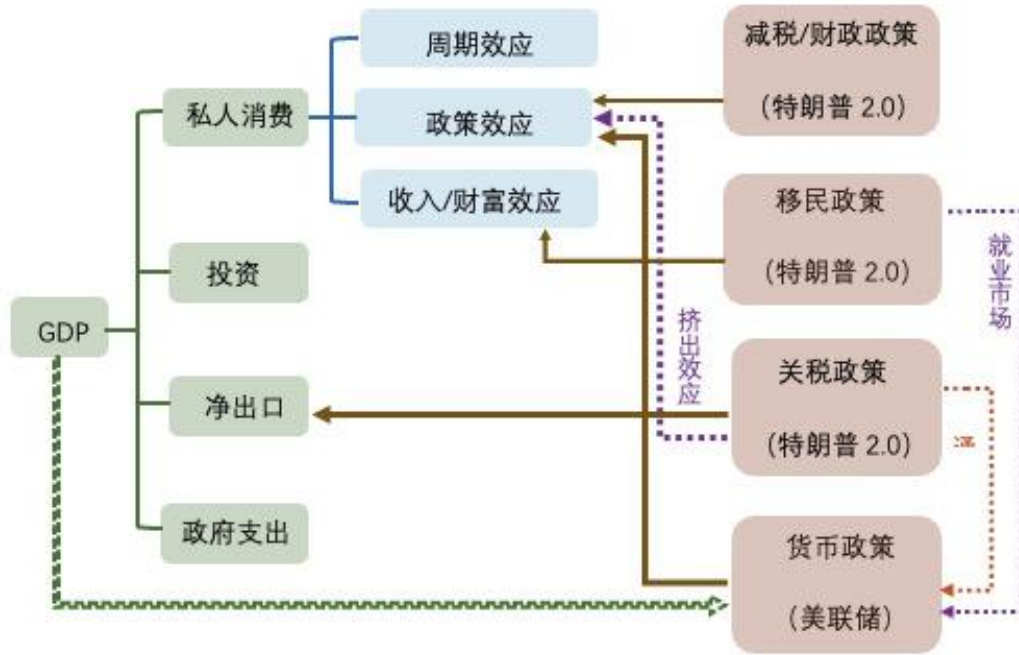 周期效应
减税/财政政策
(特朗普 2.0)
私人消费
政策效应
收入/财富效应
移民政策
(特朗普 2.0)
就业市场
投资
GDP
挤出效应
关税政策
(特朗普 2.0)
净出口
政府支出
货币政策
(美联储)